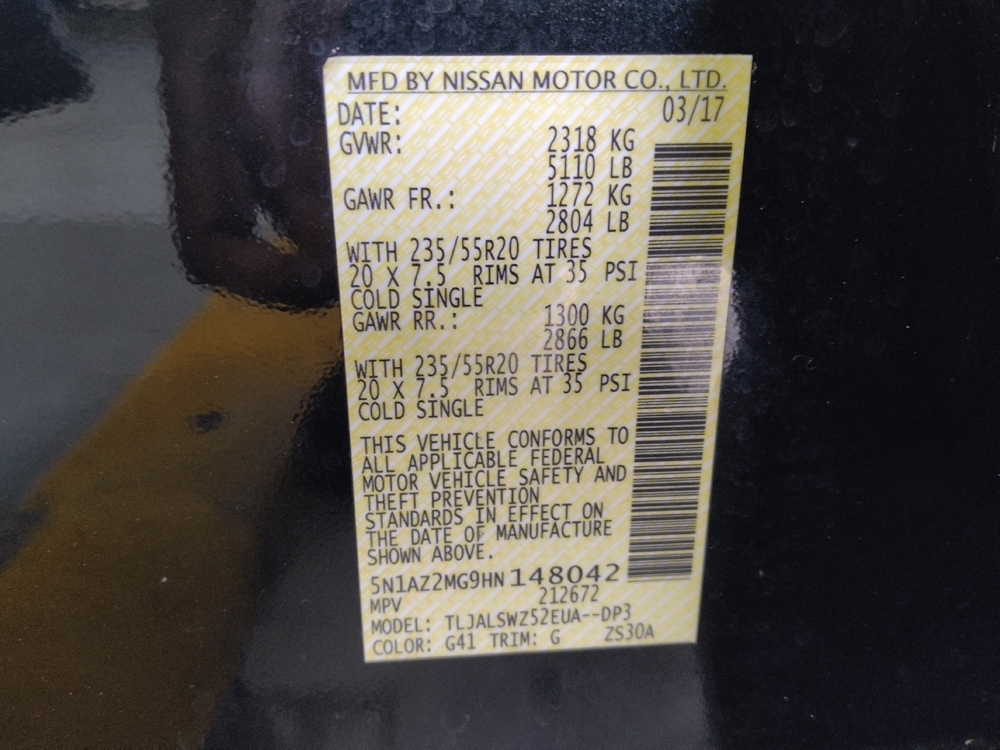 MFD BY NISSAN MOTOR CO., LTD.
DATE: 03/17
GVWR: 2318 KG
5110 LB
GAWR FR.: 1272 KG
2804 LB
WITH 235/55R20 TIRES
20 X 7.5 RIMS AT 35 PSI
COLD SINGLE
GAWR RR.: 1300 KG
2866 LB
WITH 235/55R20 TIRES
20 X 7.5 RIMS AT 35 PSI
COLD SINGLE
THIS VEHICLE CONFORMS TO
ALL APPLICABLE FEDERAL
MOTOR VEHICLE SAFETY AND
THEFT PREVENTION
STANDARDS IN EFFECT ON
THE DATE OF MANUFACTURE
SHOWN ABOVE.
5N1AZ2MG9HN148042
MPV 212672
MODEL: TLJALSWZ52EUA--DP3
COLOR: G41 TRIM: G ZS30A